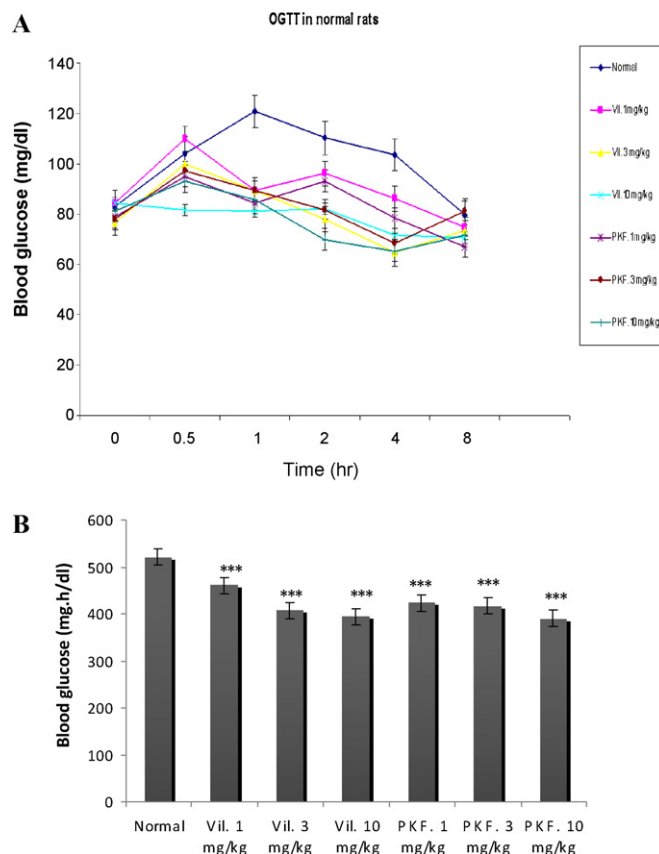 A
OGTT in normal rats
Blood glucose (mg/dl)
140
120
100
80
60
40
20
0
0 0.5 1 2 4 8
Time (hr)
Normal
Vil.1mg/kg
Vil.3mg/kg
Vil.10mg/kg
PKF.1mg/kg
PKF.3mg/kg
PKF.10mg/kg
B
Blood glucose (mg.h/dl)
600
500
400
300
200
100
0
*** *** *** *** *** ***
Normal Vil. 1 Vil. 3 Vil. 10 PKF. 1 PKF. 3 PKF. 10
mg/kg mg/kg mg/kg mg/kg mg/kg mg/kg